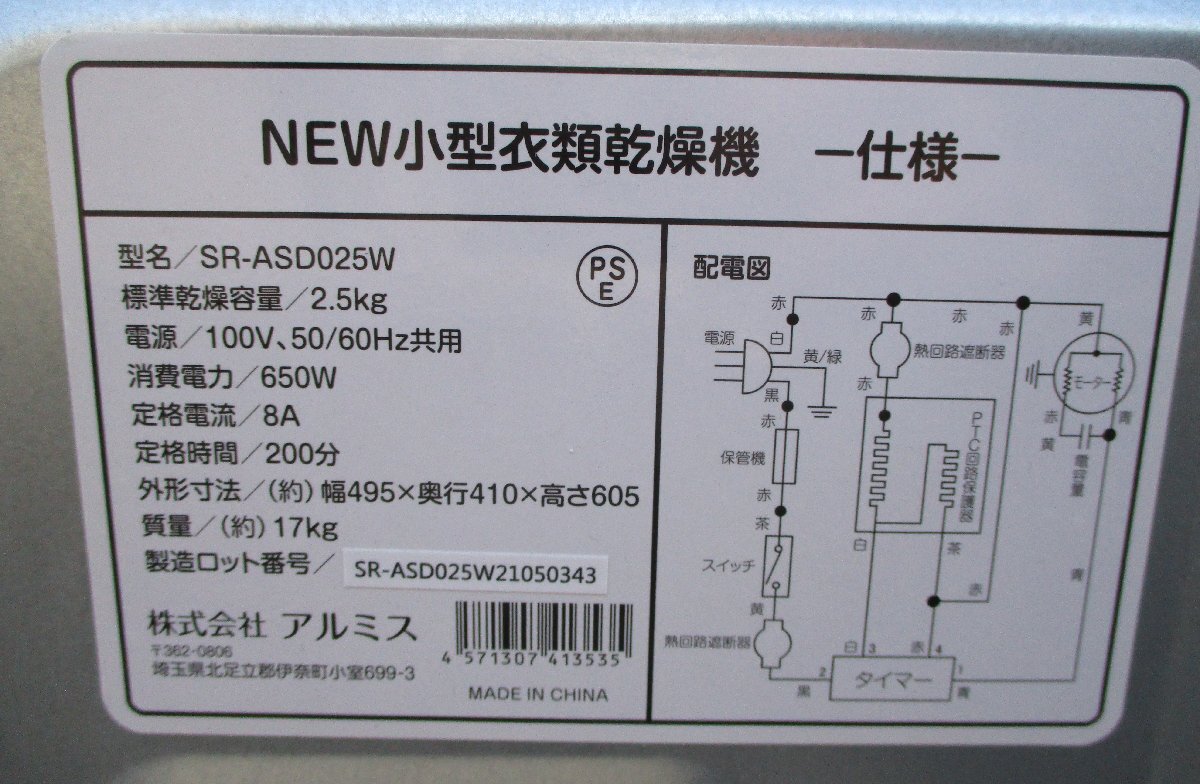 NEW小型衣類乾燥機 ー仕様ー
型名／SR-ASD025W
PS
E
標準乾燥容量／2.5kg
電源／100V、50/60Hz共用
消費電力／650W
定格電流／8A
定格時間／200分
外形寸法／(約) 幅495×奥行410×高さ605
質量／(約) 17kg
製造ロット番号／ SR-ASD025W21050343
株式会社 アルミス
〒362-0806
埼玉県北足立郡伊奈町小室699-3
4 571307 413535
MADE IN CHINA
配電図
赤
赤
赤
赤
黄
電源
白
黄/緑
熱回路遮断器
モーター
黒
赤
赤
赤
青
黄
PTC回路保護器
電容量
保管機
赤
茶
白
茶
スイッチ
赤
青
黄
熱回路遮断器
白 3
赤 4
1
2
タイマー
黒
青